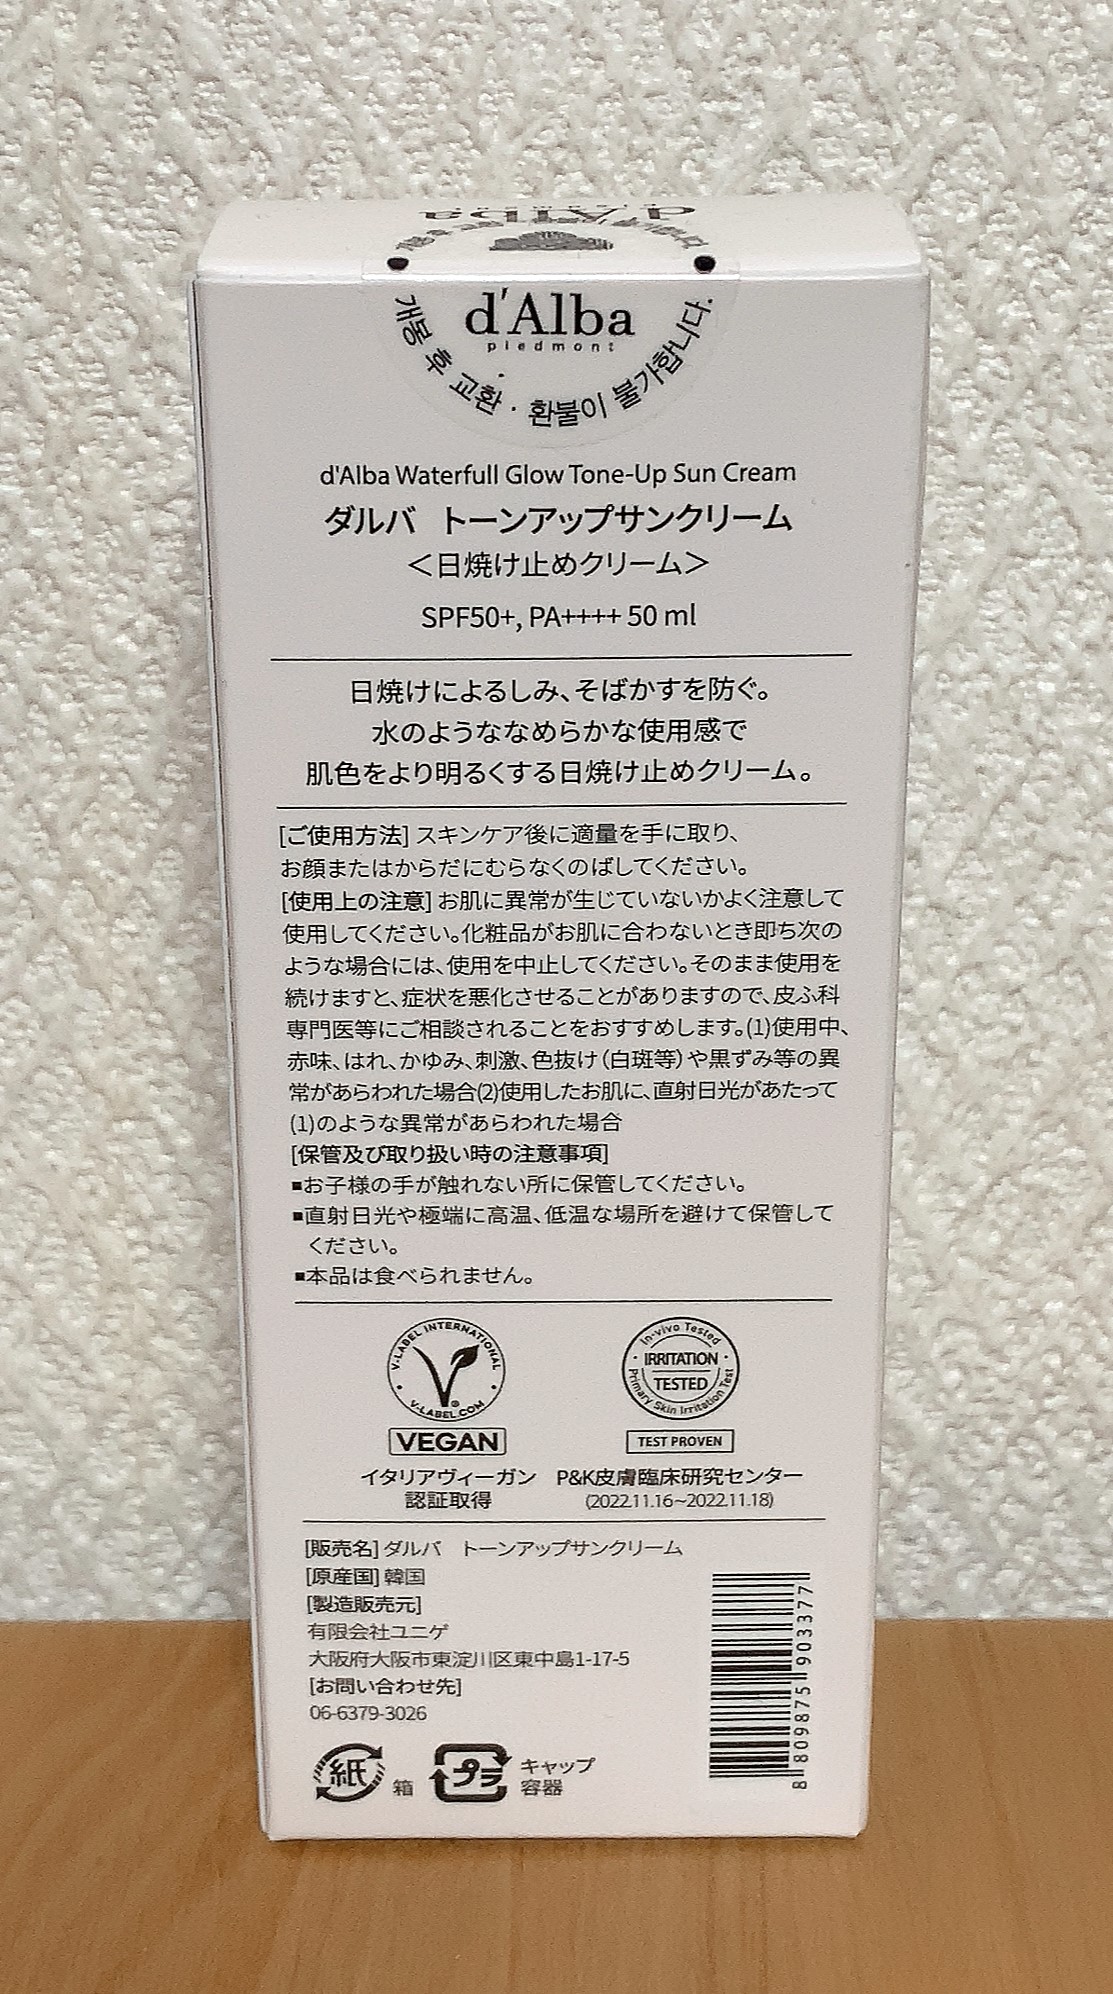 d'Alba
d'Alba
piedmont
개봉 후 교환 · 환불이 불가합니다.
d'Alba Waterfull Glow Tone-Up Sun Cream
ダルバ　トーンアップサンクリーム
＜日焼け止めクリーム＞
SPF50+, PA++++ 50 ml
日焼けによるしみ、そばかすを防ぐ。
水のようななめらかな使用感で
肌色をより明るくする日焼け止めクリーム。
[ご使用方法] スキンケア後に適量を手に取り、
お顔またはからだにむらなくのばしてください。
[使用上の注意] お肌に異常が生じていないかよく注意して
使用してください。化粧品がお肌に合わないとき即ち次の
ような場合には、使用を中止してください。そのまま使用を
続けますと、症状を悪化させることがありますので、皮ふ科
専門医等にご相談されることをおすすめします。(1)使用中、
赤味、はれ、かゆみ、刺激、色抜け（白斑等）や黒ずみ等の異
常があらわれた場合(2)使用したお肌に、直射日光があたって
(1)のような異常があらわれた場合
[保管及び取り扱い時の注意事項]
■お子様の手が触れない所に保管してください。
■直射日光や極端に高温、低温な場所を避けて保管して
ください。
■本品は食べられません。
V-LABEL INTERNATIONAL
V-LABEL.COM
VEGAN
イタリアヴィーガン
認証取得
In-vivo Tested
IRRITATION
TESTED
Primary Skin Irritation Test
TEST PROVEN
P&K皮膚臨床研究センター
(2022.11.16~2022.11.18)
[販売名] ダルバ　トーンアップサンクリーム
[原産国] 韓国
[製造販売元]
有限会社ユニゲ
大阪府大阪市東淀川区東中島1-17-5
[お問い合わせ先]
06-6379-3026
紙 箱
プラ キャップ
容器
8 809875 903377